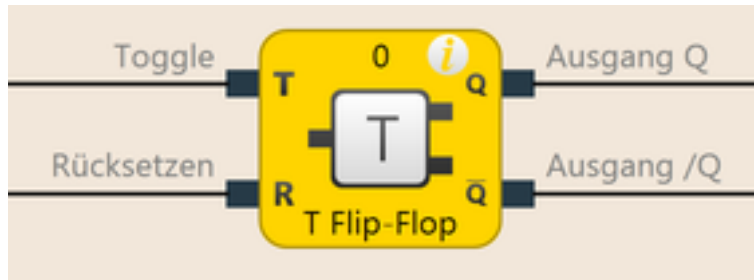 Toggle
0
i
Ausgang Q
T
Q
T
Rücksetzen
Ausgang /Q
R
Q̅
T Flip-Flop